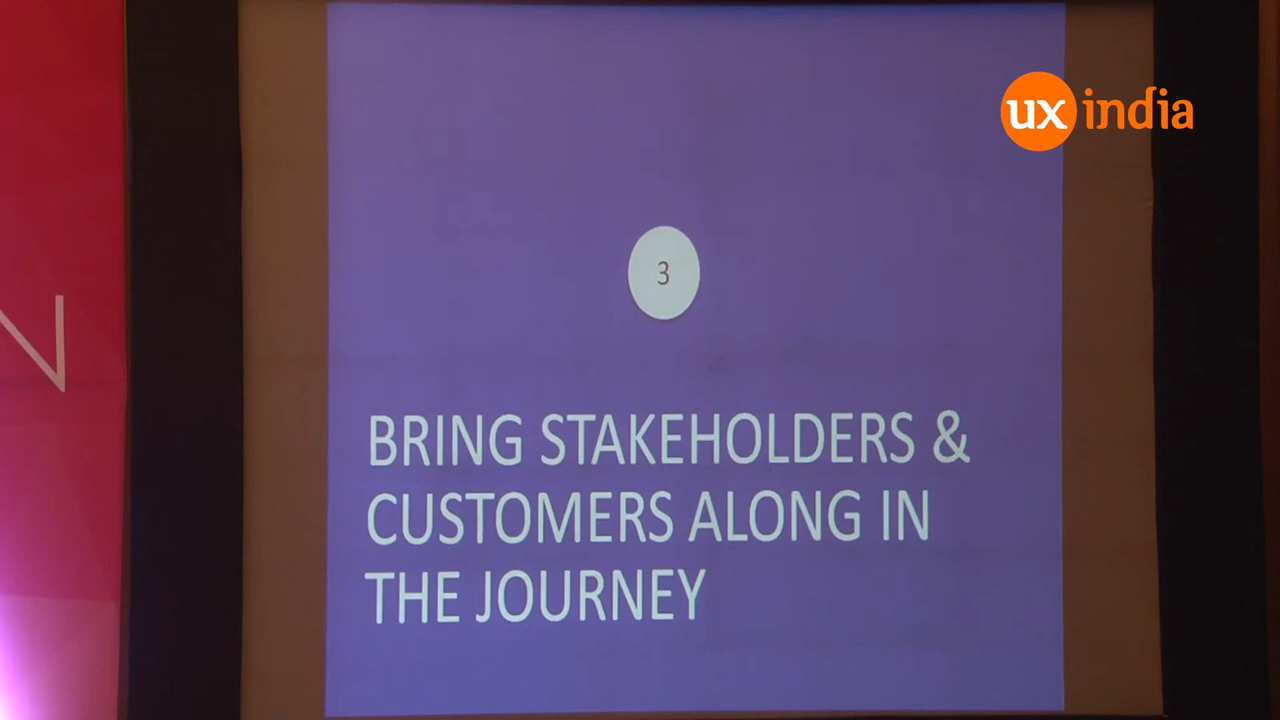 ux india
3
BRING STAKEHOLDERS &
CUSTOMERS ALONG IN
THE JOURNEY
N